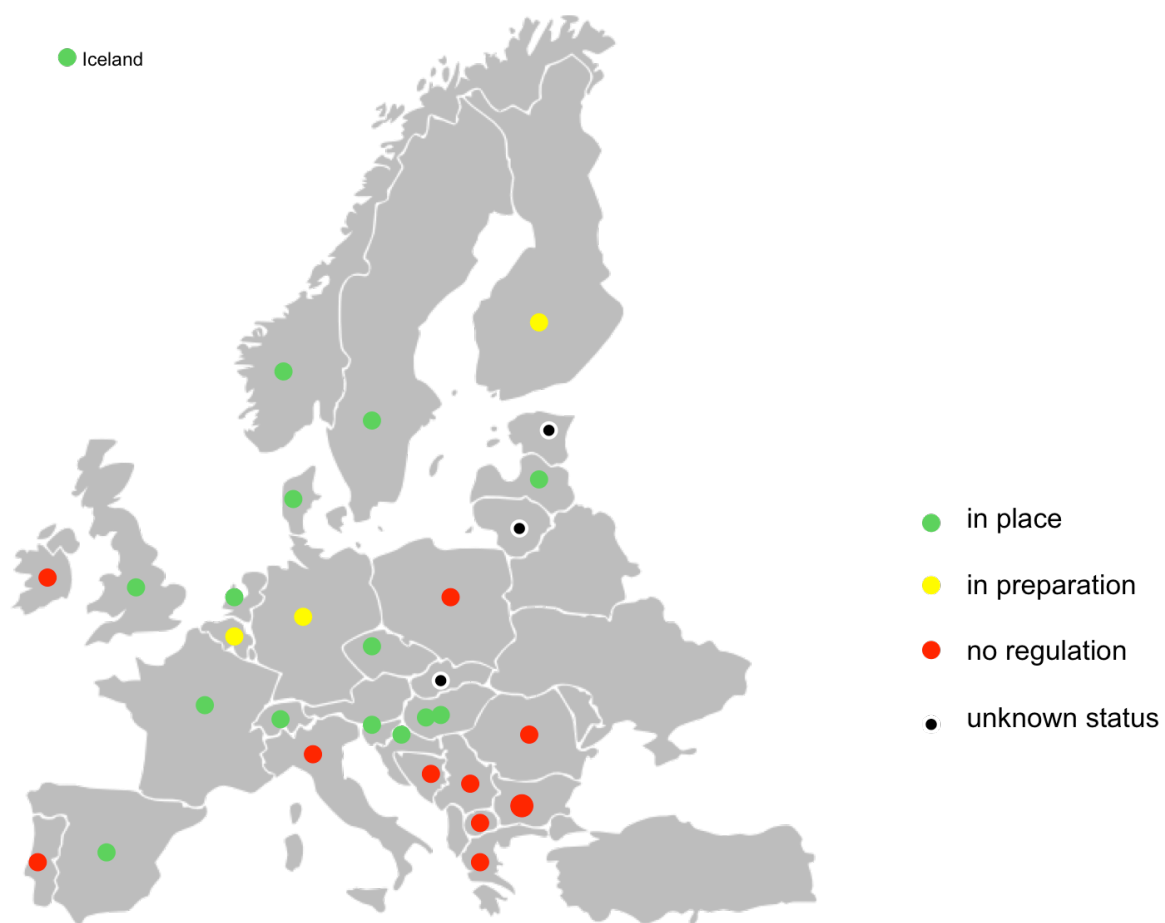 Iceland
in place
in preparation
no regulation
unknown status